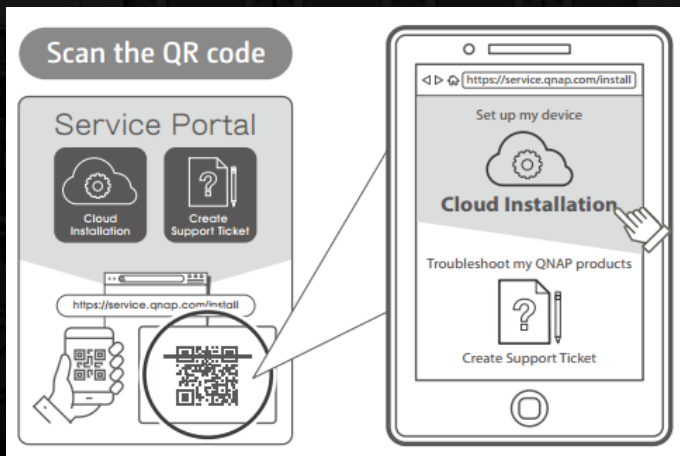 Scan the QR code
Service Portal
Cloud
Installation
Create
Support Ticket
https://service.qnap.com/install
https://service.qnap.com/install
Set up my device
Cloud Installation
Troubleshoot my QNAP products
Create Support Ticket